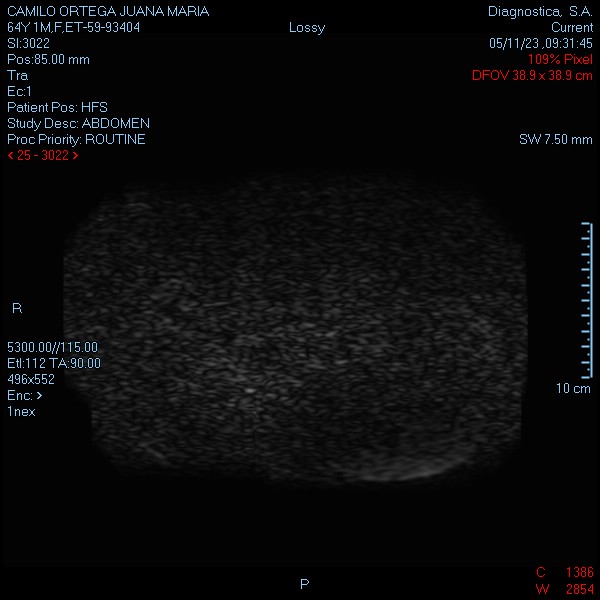 CAMILO ORTEGA JUANA MARIA
64Y 1M,F,ET-59-93404
SI:3022
Pos:85.00 mm
Tra
Ec:1
Patient Pos: HFS
Study Desc: ABDOMEN
Proc Priority: ROUTINE
< 25 - 3022 >
Lossy
Diagnostica, S.A.
Current
05/11/23 ,09:31:45
109% Pixel
DFOV 38.9 x 38.9 cm
SW 7.50 mm
R
5300.00//115.00
Etl:112 TA:90.00
496x552
Enc: >
1nex
10 cm
P
C 1386
W 2854